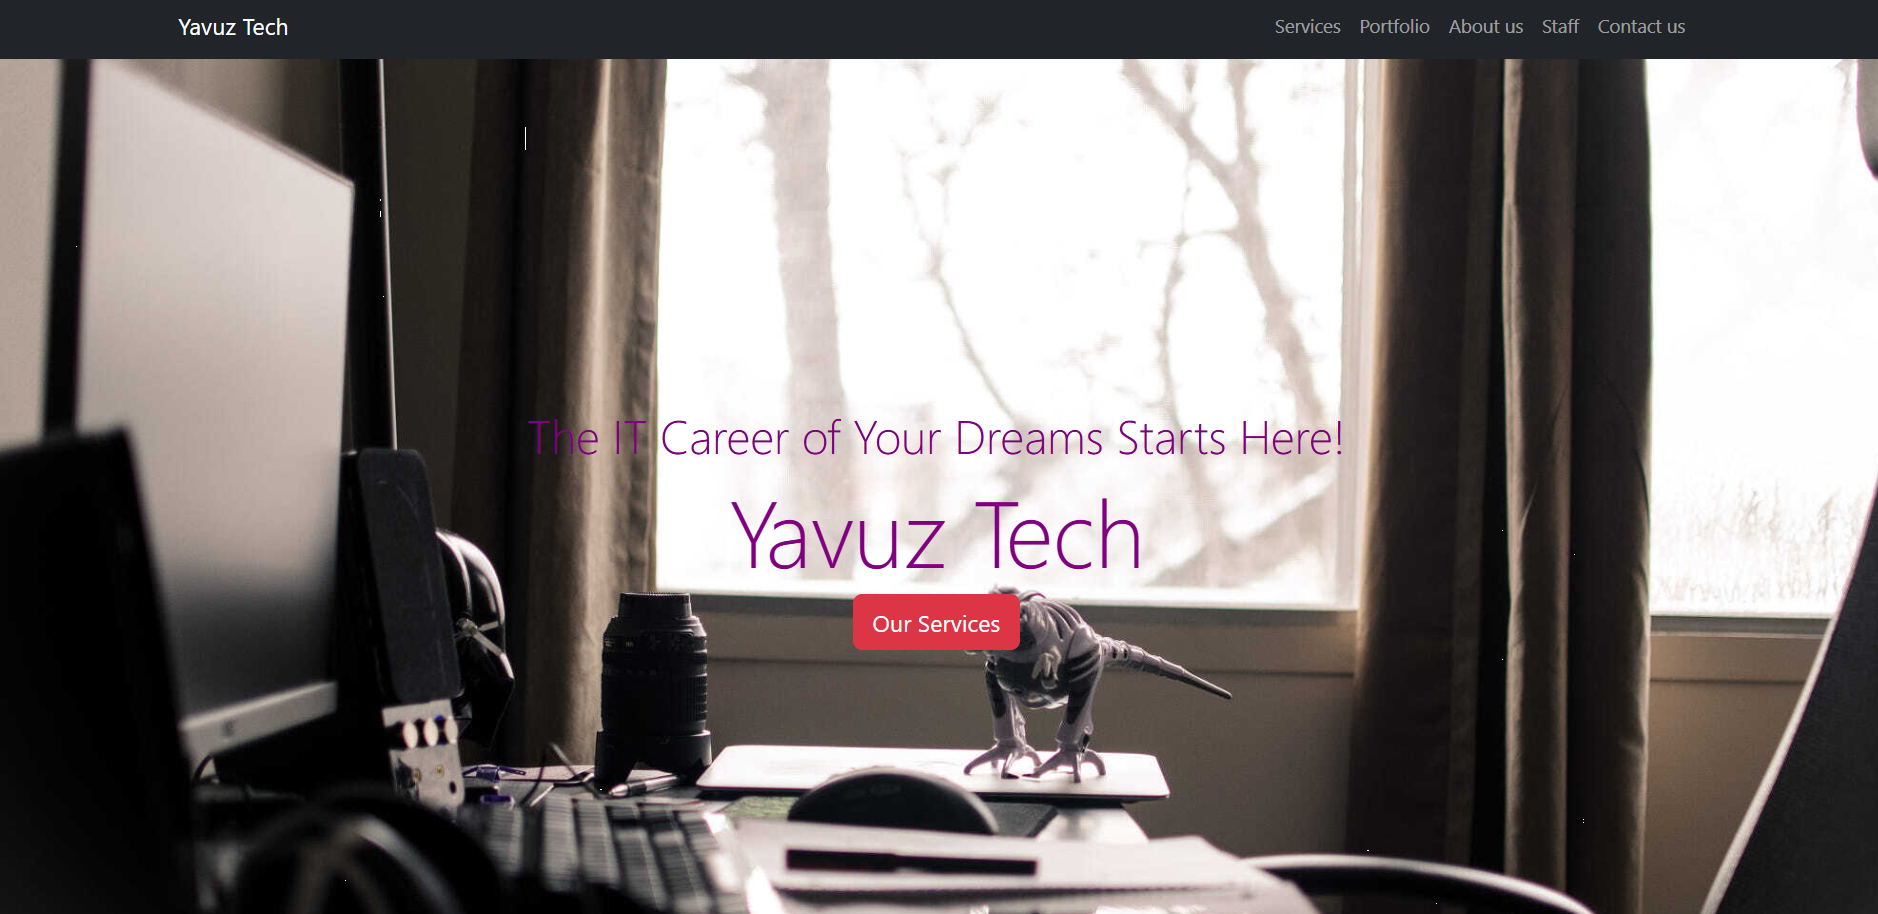 Yavuz Tech
Services Portfolio About us Staff Contact us
The IT Career of Your Dreams Starts Here!
Yavuz Tech
Our Services